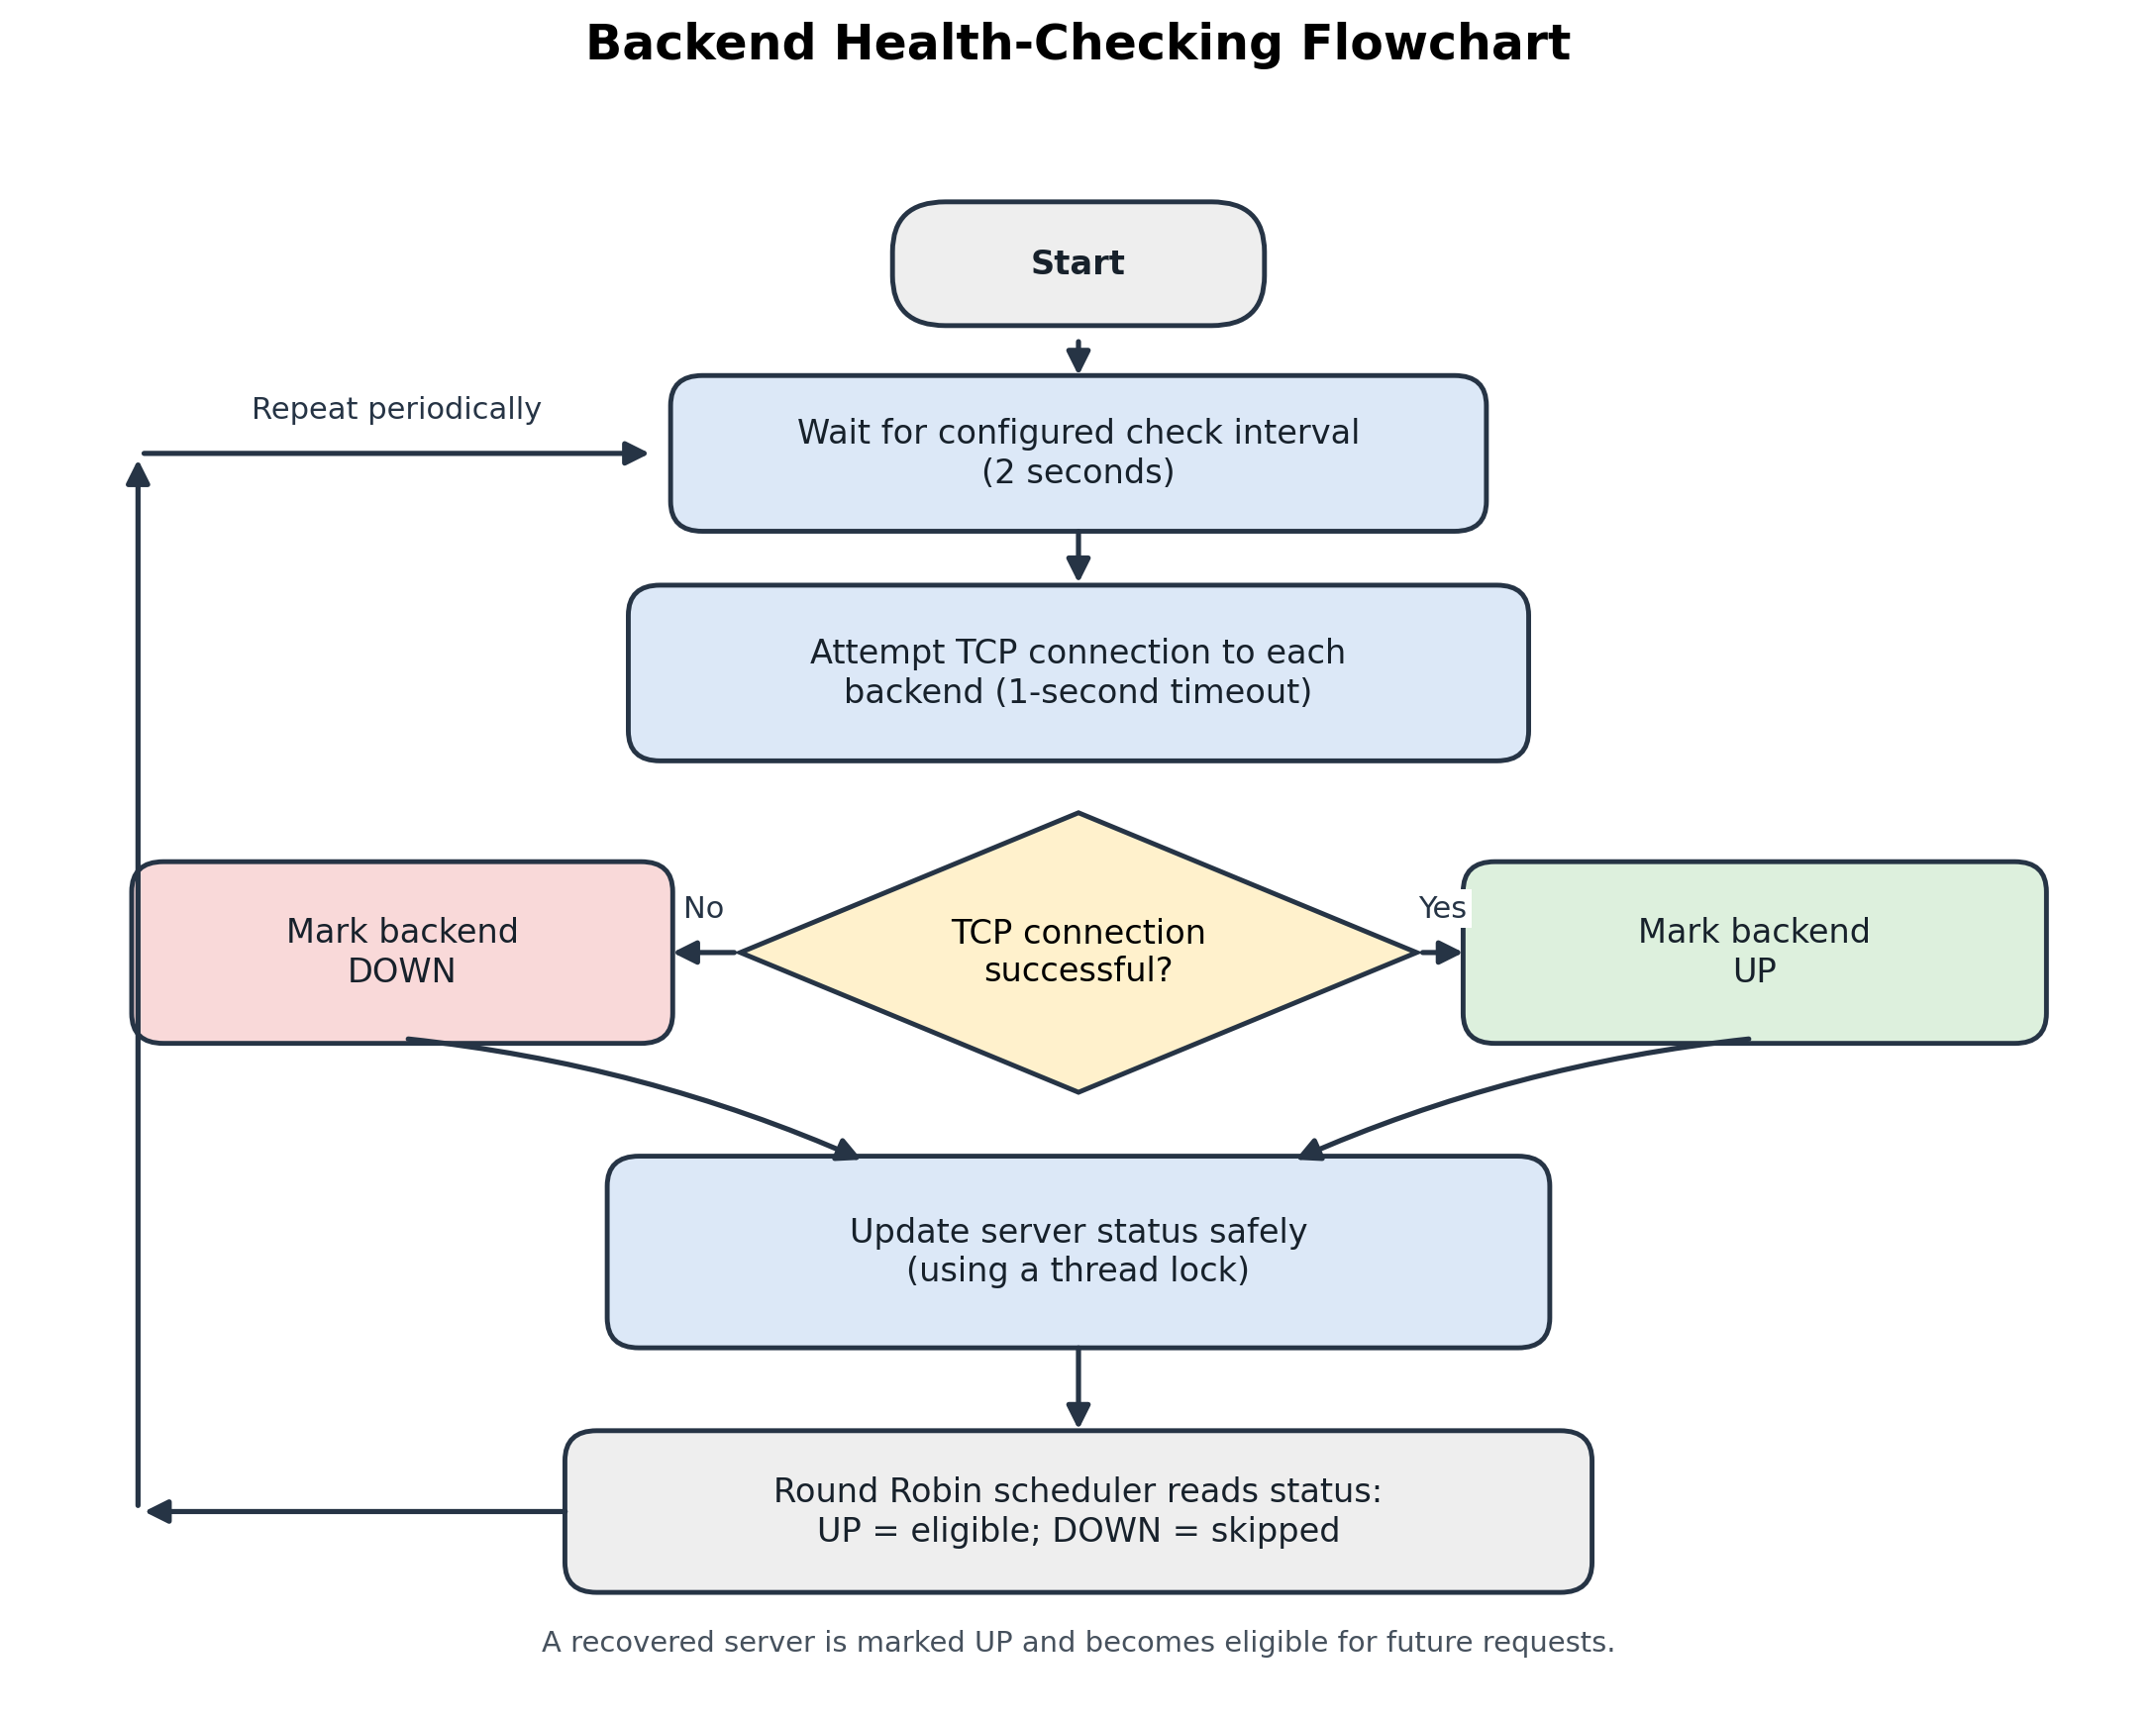 Backend Health-Checking Flowchart
Start
Repeat periodically
Wait for configured check interval
(2 seconds)
Attempt TCP connection to each
backend (1-second timeout)
No
Yes
Mark backend
DOWN
TCP connection
successful?
Mark backend
UP
Update server status safely
(using a thread lock)
Round Robin scheduler reads status:
UP = eligible; DOWN = skipped
A recovered server is marked UP and becomes eligible for future requests.